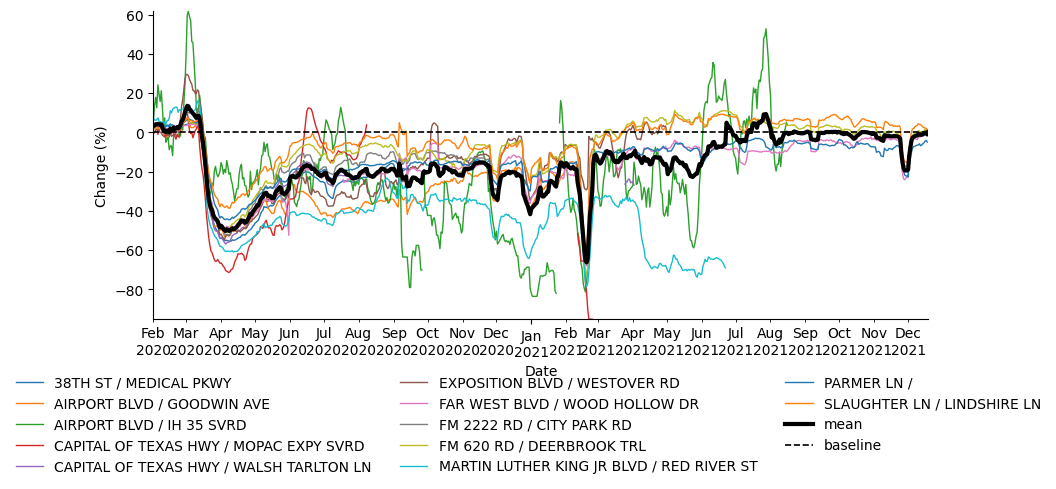 60
40
20
0
−20
−40
−60
−80
Change (%)
Feb Mar Apr May Jun Jul Aug Sep Oct Nov Dec Jan Feb Mar Apr May Jun Jul Aug Sep Oct Nov Dec
2020 2020 2020 2020 2020 2020 2020 2020 2020 2020 2020 2021 2021 2021 2021 2021 2021 2021 2021 2021 2021 2021 2021
Date
38TH ST / MEDICAL PKWY
AIRPORT BLVD / GOODWIN AVE
AIRPORT BLVD / IH 35 SVRD
CAPITAL OF TEXAS HWY / MOPAC EXPY SVRD
CAPITAL OF TEXAS HWY / WALSH TARLTON LN
EXPOSITION BLVD / WESTOVER RD
FAR WEST BLVD / WOOD HOLLOW DR
FM 2222 RD / CITY PARK RD
FM 620 RD / DEERBROOK TRL
MARTIN LUTHER KING JR BLVD / RED RIVER ST
PARMER LN /
SLAUGHTER LN / LINDSHIRE LN
mean
baseline